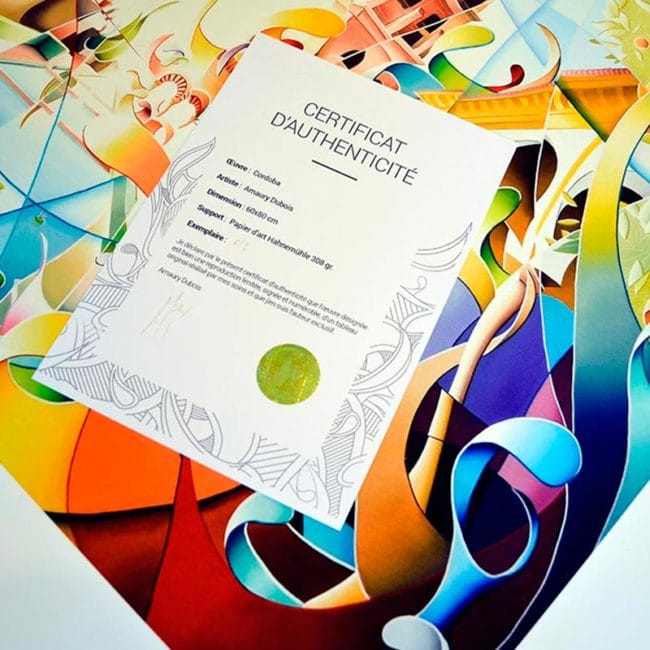 CERTIFICAT
D'AUTHENTICITÉ
Œuvre : Cordoba
Artiste : Amaury Dubois
Dimension : 60x80 cm
Support : Papier d'art Hahnemühle 308 gr.
Exemplaire :
Je déclare par le présent certificat d'authenticité que l'œuvre désignée
est bien une reproduction limitée, signée et numérotée, d'un tableau
original réalisé par mes soins et que j'en suis l'auteur exclusif.
Amaury Dubois